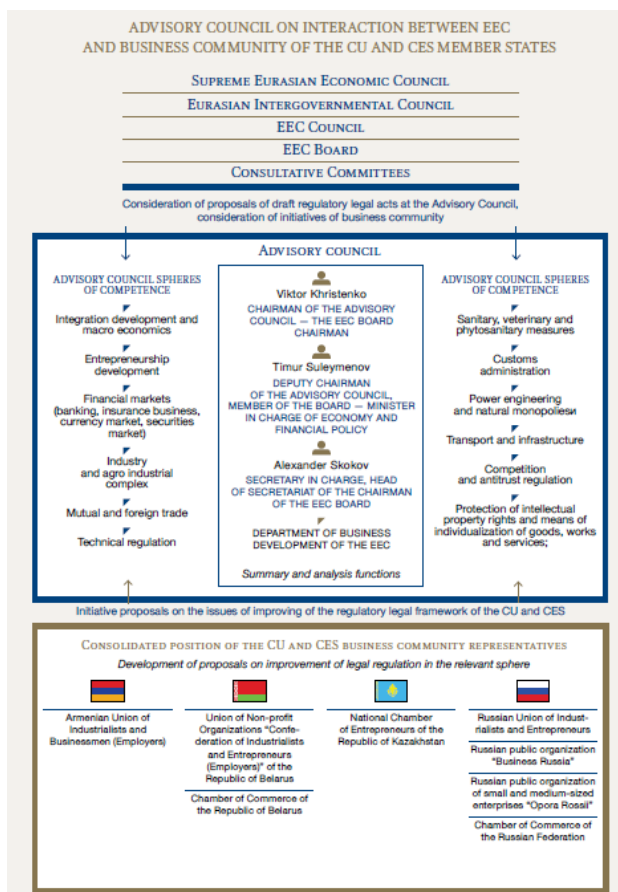 ADVISORY COUNCIL ON INTERACTION BETWEEN EEC
AND BUSINESS COMMUNITY OF THE CU AND CES MEMBER STATES
SUPREME EURASIAN ECONOMIC COUNCIL
EURASIAN INTERGOVERNMENTAL COUNCIL
EEC COUNCIL
EEC BOARD
CONSULTATIVE COMMITTEES
Consideration of proposals of draft regulatory legal acts at the Advisory Council,
consideration of initiatives of business community
ADVISORY COUNCIL
ADVISORY COUNCIL SPHERES
OF COMPETENCE
Integration development and
macro economics
Entrepreneurship
development
Financial markets
(banking, insurance business,
currency market, securities
market)
Industry
and agro industrial
complex
Mutual and foreign trade
Technical regulation
Viktor Khristenko
CHAIRMAN OF THE ADVISORY
COUNCIL — THE EEC BOARD
CHAIRMAN
Timur Suleymenov
DEPUTY CHAIRMAN
OF THE ADVISORY COUNCIL,
MEMBER OF THE BOARD — MINISTER
IN CHARGE OF ECONOMY AND
FINANCIAL POLICY
Alexander Skokov
SECRETARY IN CHARGE, HEAD
OF SECRETARIAT OF THE CHAIRMAN
OF THE EEC BOARD
DEPARTMENT OF BUSINESS
DEVELOPMENT OF THE EEC
Summary and analysis functions
ADVISORY COUNCIL SPHERES
OF COMPETENCE
Sanitary, veterinary and
phytosanitary measures
Customs
administration
Power engineering
and natural monopolieы
Transport and infrastructure
Competition
and antitrust regulation
Protection of intellectual
property rights and means of
individualization of goods, works
and services;
Initiative proposals on the issues of improving of the regulatory legal framework of the CU and CES
CONSOLIDATED POSITION OF THE CU AND CES BUSINESS COMMUNITY REPRESENTATIVES
Development of proposals on improvement of legal regulation in the relevant sphere
Armenian Union of
Industrialists and
Businessmen (Employers)
Union of Non-profit
Organizations “Confe-
deration of Industrialists
and Entrepreneurs
(Employers)” of the
Republic of Belarus
Chamber of Commerce of
the Republic of Belarus
National Chamber
of Entrepreneurs of the
Republic of Kazakhstan
Russian Union of Indust-
rialists and Entrepreneurs
Russian public organization
“Business Russia”
Russian public organization
of small and medium-sized
enterprises “Opora Rossii”
Chamber of Commerce of
the Russian Federation